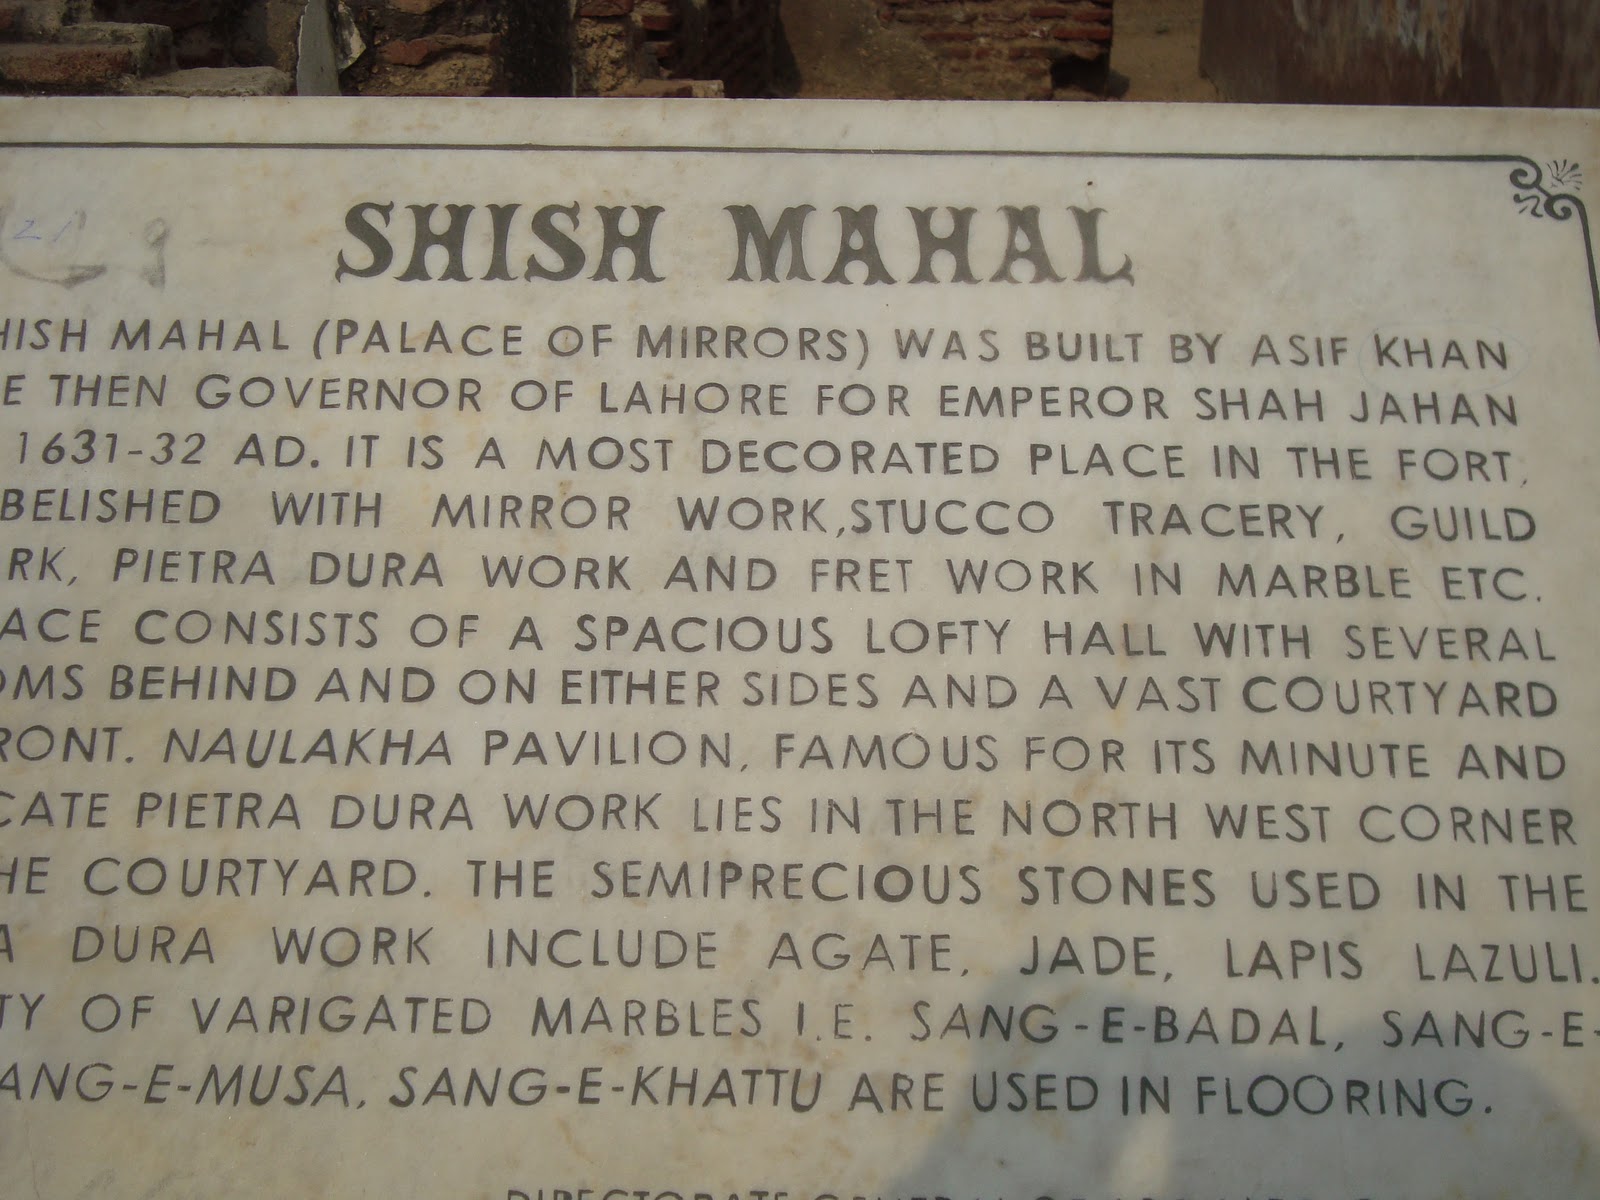 SHISH MAHAL
HISH MAHAL (PALACE OF MIRRORS) WAS BUILT BY ASIF KHAN
E THEN GOVERNOR OF LAHORE FOR EMPEROR SHAH JAHAN
1631-32 AD. IT IS A MOST DECORATED PLACE IN THE FORT,
BELISHED WITH MIRROR WORK, STUCCO TRACERY, GUILD
RK, PIETRA DURA WORK AND FRET WORK IN MARBLE ETC.
ACE CONSISTS OF A SPACIOUS LOFTY HALL WITH SEVERAL
OMS BEHIND AND ON EITHER SIDES AND A VAST COURTYARD
RONT. NAULAKHA PAVILION, FAMOUS FOR ITS MINUTE AND
CATE PIETRA DURA WORK LIES IN THE NORTH WEST CORNER
HE COURTYARD. THE SEMIPRECIOUS STONES USED IN THE
A DURA WORK INCLUDE AGATE, JADE, LAPIS LAZULI.
TY OF VARIGATED MARBLES I.E. SANG-E-BADAL, SANG-E-
ANG-E-MUSA, SANG-E-KHATTU ARE USED IN FLOORING.